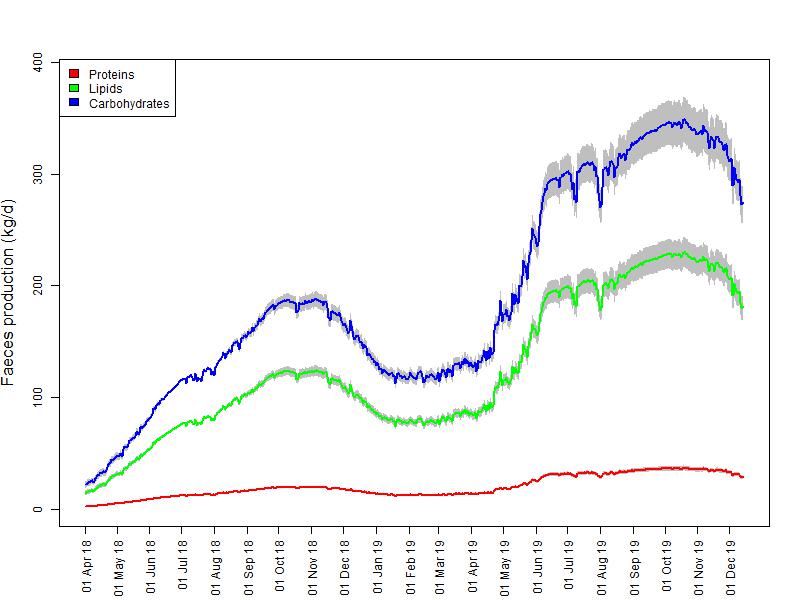 Faeces production (kg/d)
400
300
200
100
0
Proteins
Lipids
Carbohydrates
01 Apr 18
01 May 18
01 Jun 18
01 Jul 18
01 Aug 18
01 Sep 18
01 Oct 18
01 Nov 18
01 Dec 18
01 Jan 19
01 Feb 19
01 Mar 19
01 Apr 19
01 May 19
01 Jun 19
01 Jul 19
01 Aug 19
01 Sep 19
01 Oct 19
01 Nov 19
01 Dec 19